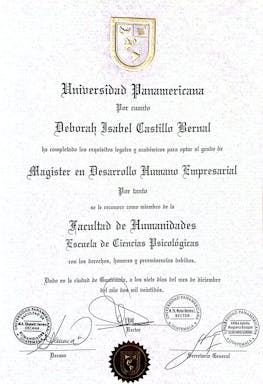 Universidad Panamericana
Por cuanto
Deborah Isabel Castillo Bernal
ha completado los requisitos legales y académicos para optar al grado de
Magister en Desarrollo Humano Empresarial
Por tanto
se le reconoce como miembro de la
Facultad de Humanidades
Escuela de Ciencias Psicológicas
con los derechos, honores y preeminencias debidos.
Dado en la ciudad de Guatemala, a los siete días del mes de diciembre
del año dos mil veintidós.
Decano
Rector
Secretario General